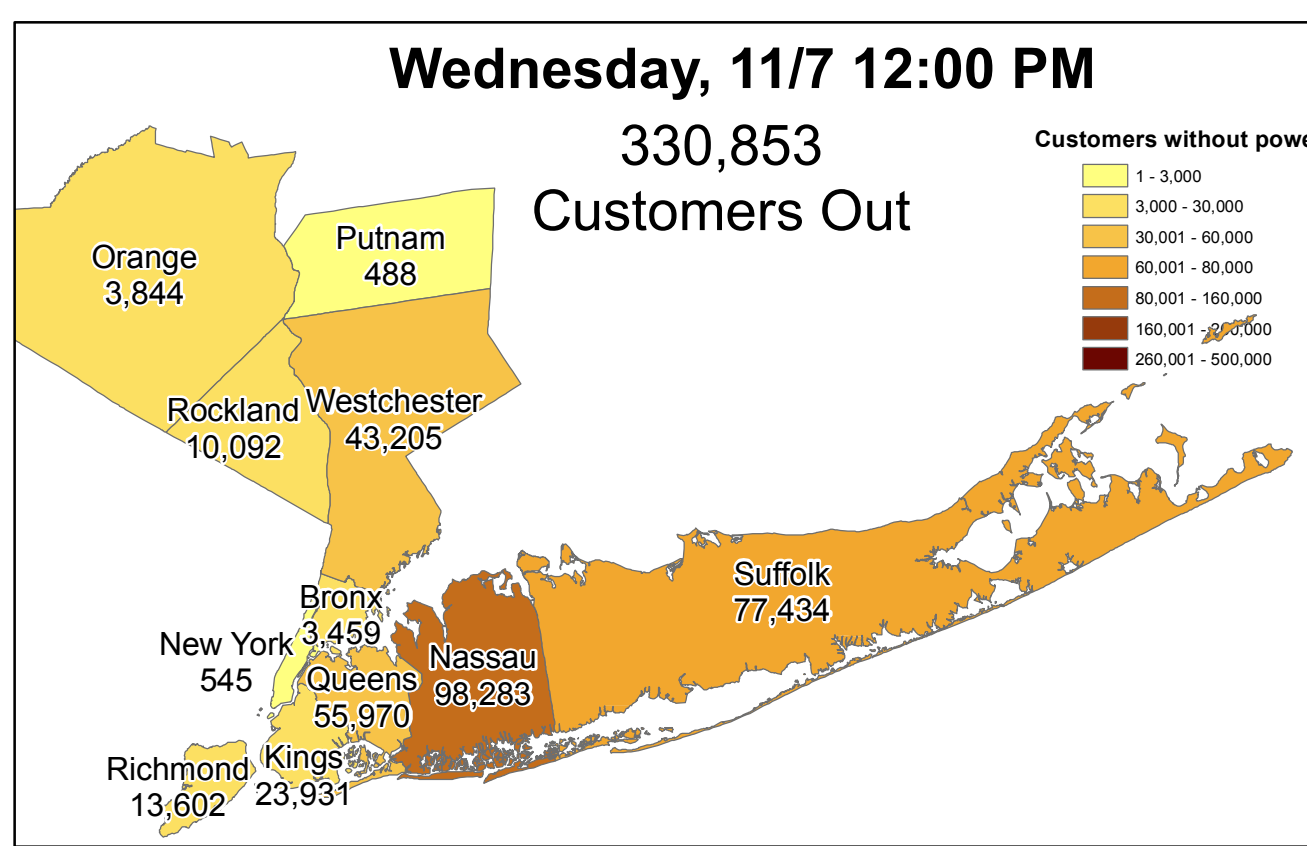 Wednesday, 11/7 12:00 PM
330,853
Customers Out
Customers without powe
1 - 3,000
3,000 - 30,000
30,001 - 60,000
60,001 - 80,000
80,001 - 160,000
160,001 -
260,001 - 500,000
Orange
3,844
Putnam
488
Rockland
10,092
Westchester
43,205
Bronx
3,459
New York
545
Queens
55,970
Nassau
98,283
Suffolk
77,434
Richmond
13,602
Kings
23,931